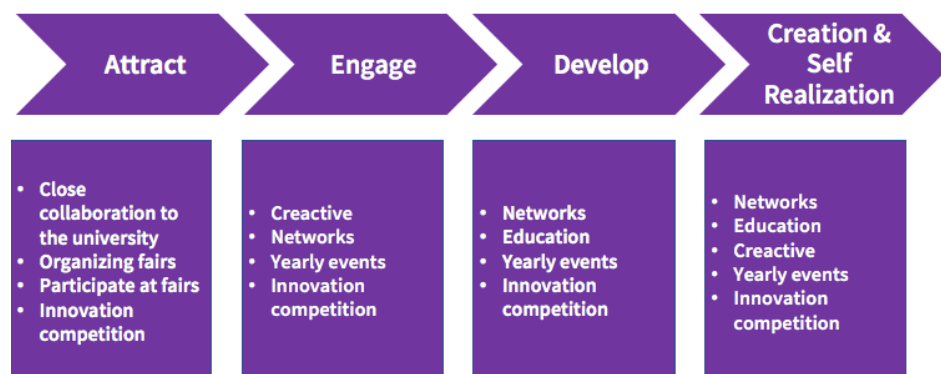 Attract
Engage
Develop
Creation &
Self
Realization
• Close
collaboration to
the university
• Organizing fairs
• Participate at fairs
• Innovation
competition
• Creactive
• Networks
• Yearly events
• Innovation
competition
• Networks
• Education
• Yearly events
• Innovation
competition
• Networks
• Education
• Creactive
• Yearly events
• Innovation
competition